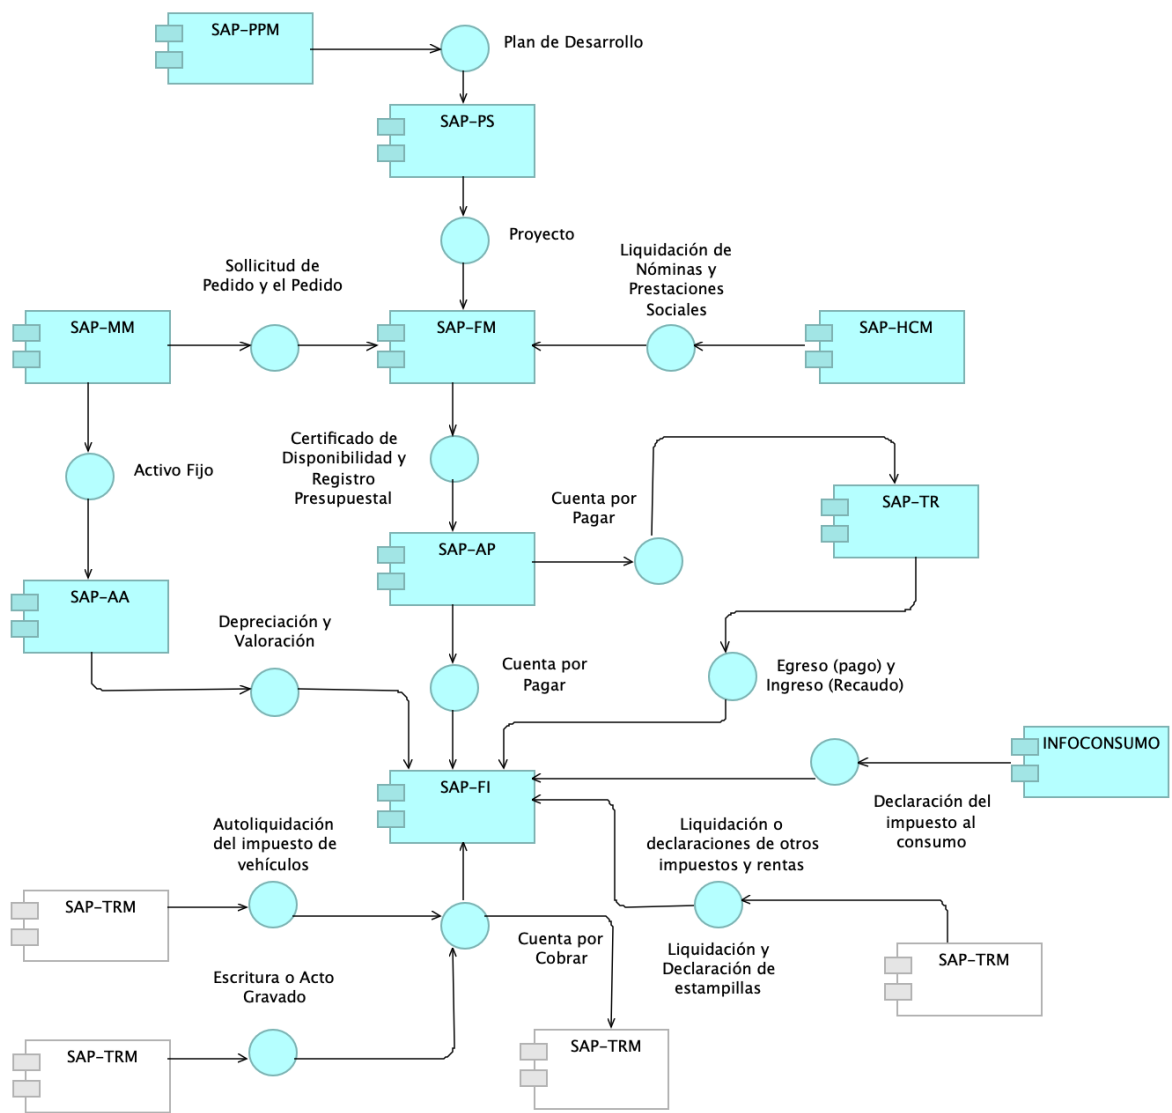 SAP-PPM
Plan de Desarrollo
SAP-PS
Proyecto
Sollicitud de
Pedido y el Pedido
Liquidación de
Nóminas y
Prestaciones
Sociales
SAP-MM
SAP-FM
SAP-HCM
Activo Fijo
Certificado de
Disponibilidad y
Registro
Presupuestal
Cuenta por
Pagar
SAP-TR
SAP-AP
SAP-AA
Depreciación y
Valoración
Cuenta por
Pagar
Egreso (pago) y
Ingreso (Recaudo)
INFOCONSUMO
SAP-FI
Declaración del
impuesto al
consumo
Autoliquidación
del impuesto de
vehículos
Liquidación o
declaraciones de otros
impuestos y rentas
SAP-TRM
Cuenta por
Cobrar
Liquidación y
Declaración de
estampillas
SAP-TRM
Escritura o Acto
Gravado
SAP-TRM
SAP-TRM